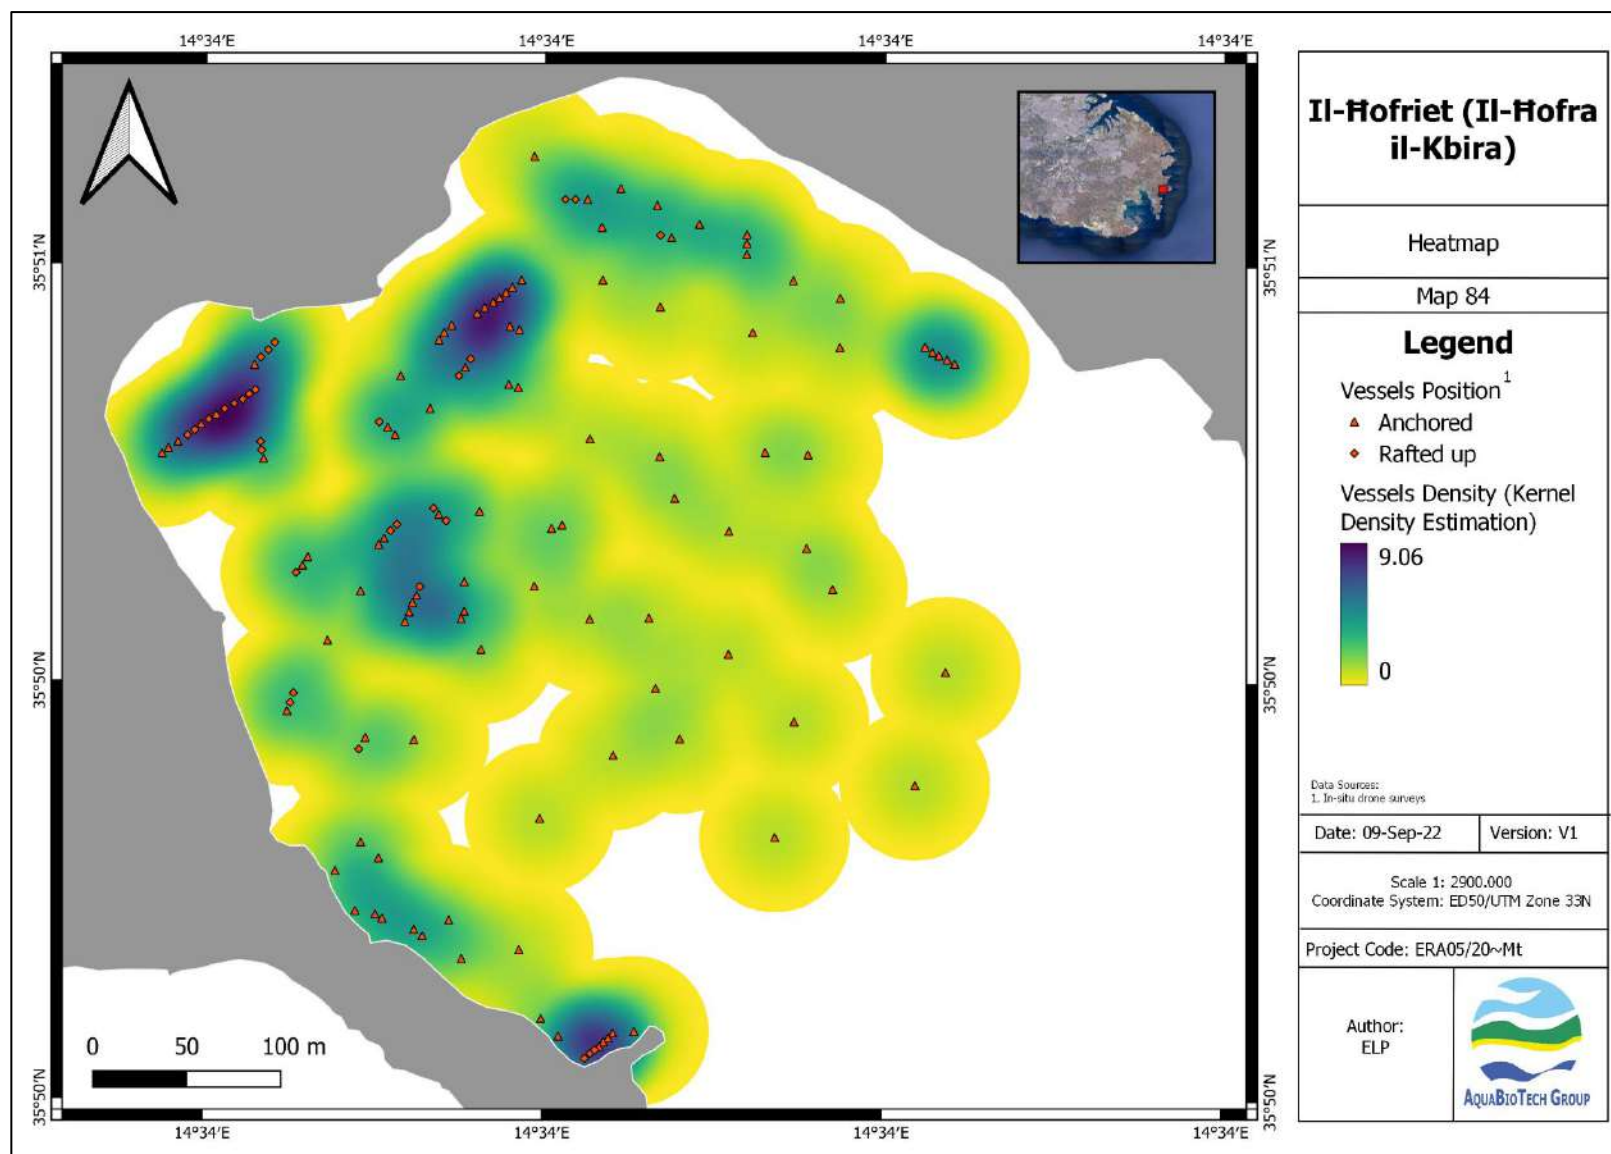 14°34′E 14°34′E 14°34′E 14°34′E
35°51′N
35°50′N
35°50′N
35°51′N
35°50′N
35°50′N
0 50 100 m
14°34′E 14°34′E 14°34′E 14°34′E
Il-Ħofriet (Il-Ħofra
il-Kbira)
Heatmap
Map 84
Legend
Vessels Position1
Anchored
Rafted up
Vessels Density (Kernel
Density Estimation)
9.06
0
Data Sources:
1. In-situ drone surveys
Date: 09-Sep-22 Version: V1
Scale 1: 2900.000
Coordinate System: ED50/UTM Zone 33N
Project Code: ERA05/20~Mt
Author:
ELP
AQUABIOTECH GROUP